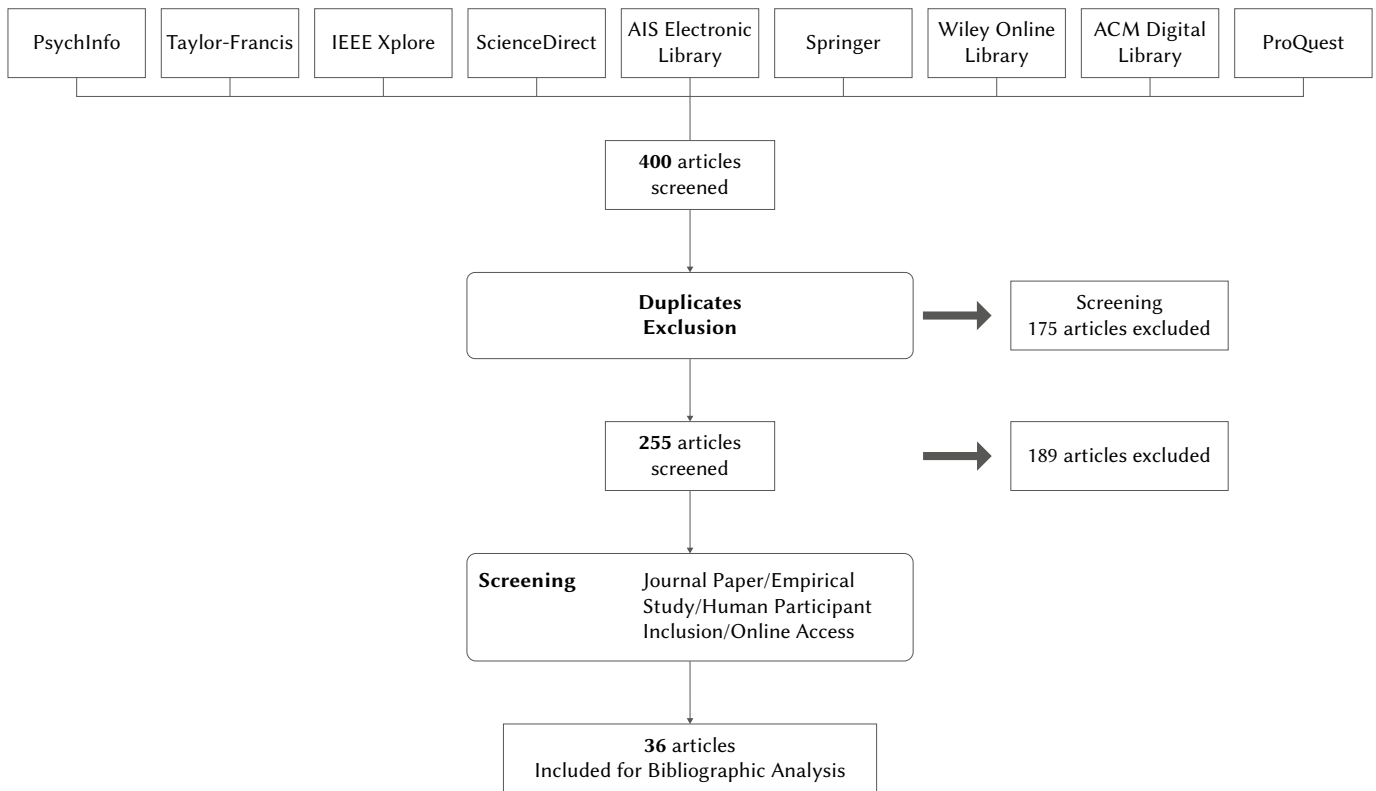 PsychInfo
Taylor-Francis
IEEE Xplore
ScienceDirect
AIS Electronic
Library
Springer
Wiley Online
Library
ACM Digital
Library
ProQuest
400 articles
screened
Duplicates
Exclusion
Screening
175 articles excluded
255 articles
screened
189 articles excluded
Screening
Journal Paper/Empirical
Study/Human Participant
Inclusion/Online Access
36 articles
Included for Bibliographic Analysis